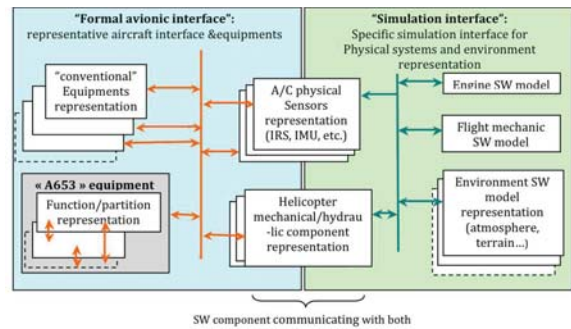 "Formal avionic interface":
representative aircraft interface &equipments
"Simulation interface":
Specific simulation interface for
Physical systems and environment
representation
"conventional"
Equipments
representation
A/C physical
Sensors
representation
(IRS, IMU, etc.)
Engine SW model
Flight mechanic
SW model
« A653 » equipment
Function/partition
representation
Helicopter
mechanical/hydrau
-lic component
representation
Environment SW
model
representation
(atmosphere,
terrain...)
SW component communicating with both